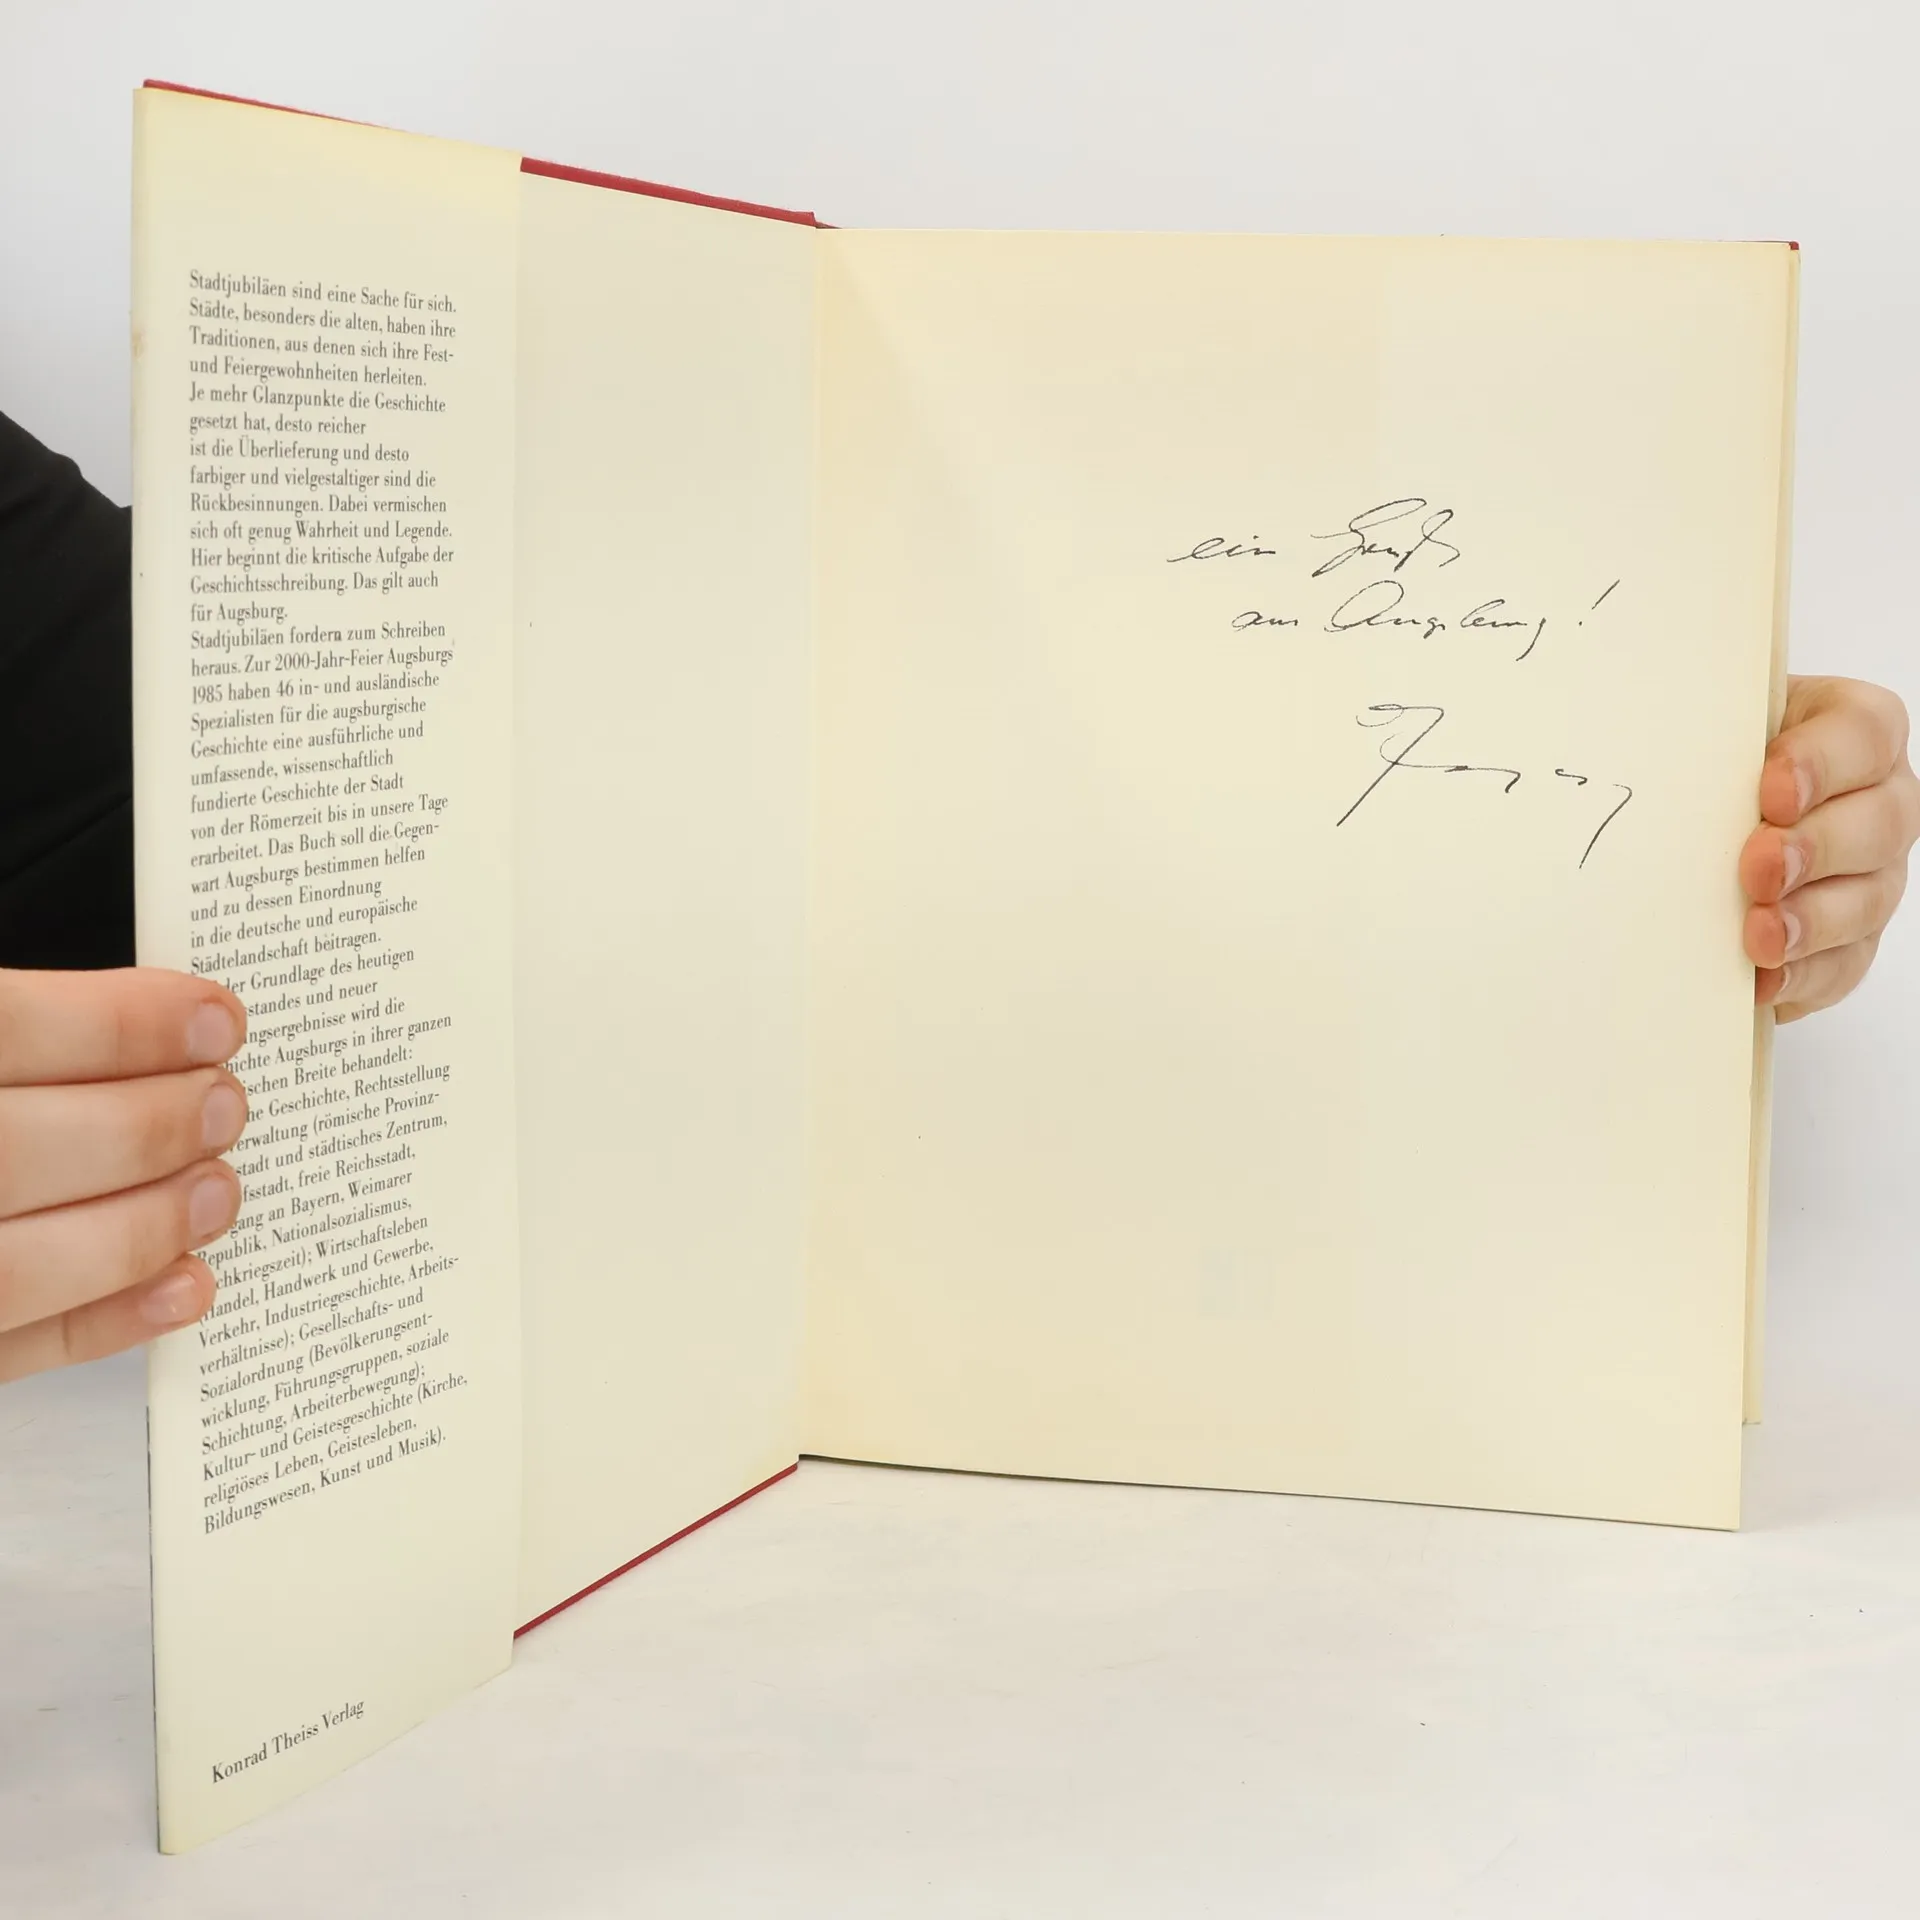 Stadtjubiläen sind eine Sache für sich.
Städte, besonders die alten, haben ihre
Traditionen, aus denen sich ihre Fest-
und Feiergewohnheiten herleiten.
Je mehr Glanzpunkte die Geschichte
gesetzt hat, desto reicher
ist die Überlieferung und desto
farbiger und vielgestaltiger sind die
Rückbesinnungen. Dabei vermischen
sich oft genug Wahrheit und Legende.
Hier beginnt die kritische Aufgabe der
Geschichtsschreibung. Das gilt auch
für Augsburg.
Stadtjubiläen fordern zum Schreiben
heraus. Zur 2000-Jahr-Feier Augsburgs
1985 haben 46 in- und ausländische
Spezialisten für die augsburgische
Geschichte eine ausführliche und
umfassende, wissenschaftlich
fundierte Geschichte der Stadt
von der Römerzeit bis in unsere Tage
erarbeitet. Das Buch soll die Gegen-
wart Augsburgs bestimmen helfen
und zu dessen Einordnung
in die deutsche und europäische
Städtelandschaft beitragen.
der Grundlage des heutigen
standes und neuer
ngsergebnisse wird die
hichte Augsburgs in ihrer ganzen
ischen Breite behandelt:
he Geschichte, Rechtsstellung
erwaltung (römische Provinz-
stadt und städtisches Zentrum,
fsstadt, freie Reichsstadt,
gang an Bayern, Weimarer
Republik, Nationalsozialismus,
chkriegszeit); Wirtschaftsleben
(Handel, Handwerk und Gewerbe,
Verkehr, Industriegeschichte, Arbeits-
verhältnisse); Gesellschafts- und
Sozialordnung (Bevölkerungsent-
wicklung, Führungsgruppen, soziale
Schichtung, Arbeiterbewegung);
Kultur- und Geistesgeschichte (Kirche,
religiöses Leben, Geistesleben,
Bildungswesen, Kunst und Musik).
Konrad Theiss Verlag
ein
aus Augsburg!